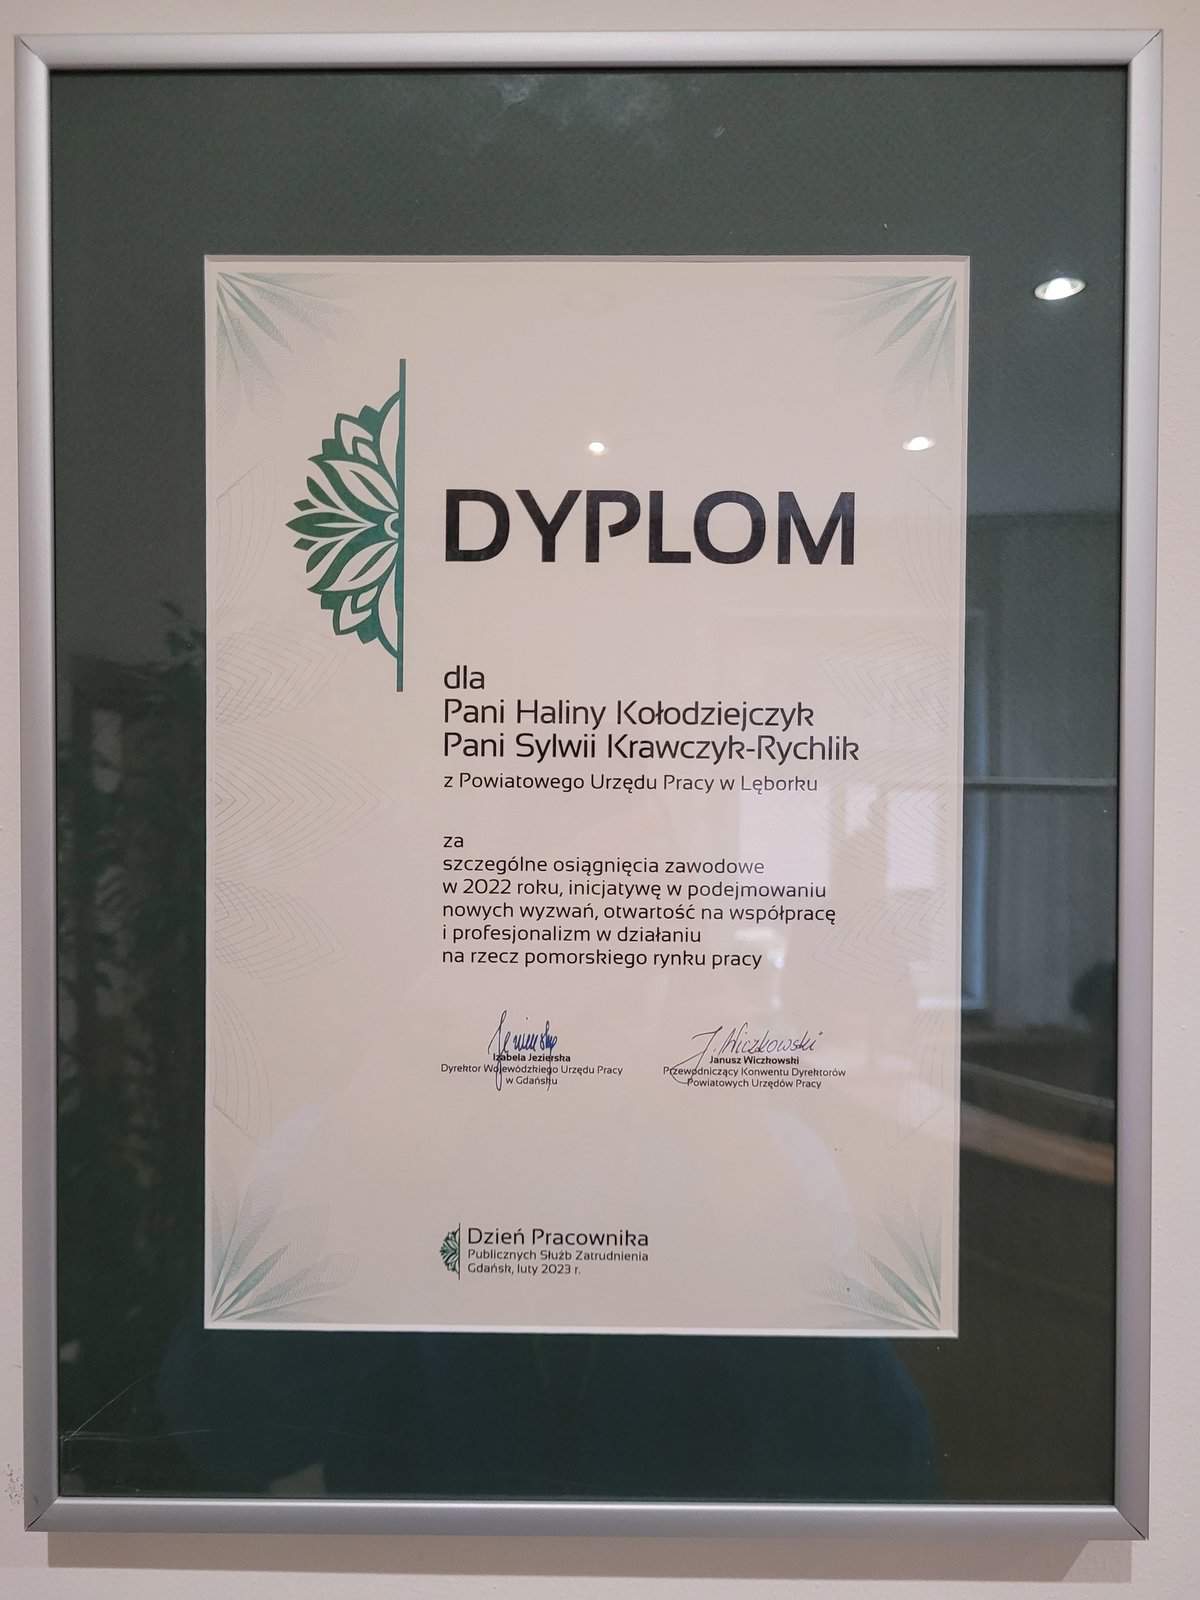 DYPLOM
dla
Pani Haliny Kołodziejczyk
Pani Sylwii Krawczyk-Rychlik
z Powiatowego Urzędu Pracy w Lęborku
za
szczególne osiągnięcia zawodowe
w 2022 roku, inicjatywę w podejmowaniu
nowych wyzwań, otwartość na współpracę
i profesjonalizm w działaniu
na rzecz pomorskiego rynku pracy
Jezierska
Izabela Jezierska
Dyrektor Wojewódzkiego Urzędu Pracy
w Gdańsku
J. Wiczkowski
Janusz Wiczkowski
Przewodniczący Konwentu Dyrektorów
Powiatowych Urzędów Pracy
Dzień Pracownika
Publicznych Służb Zatrudnienia
Gdańsk, luty 2023 r.